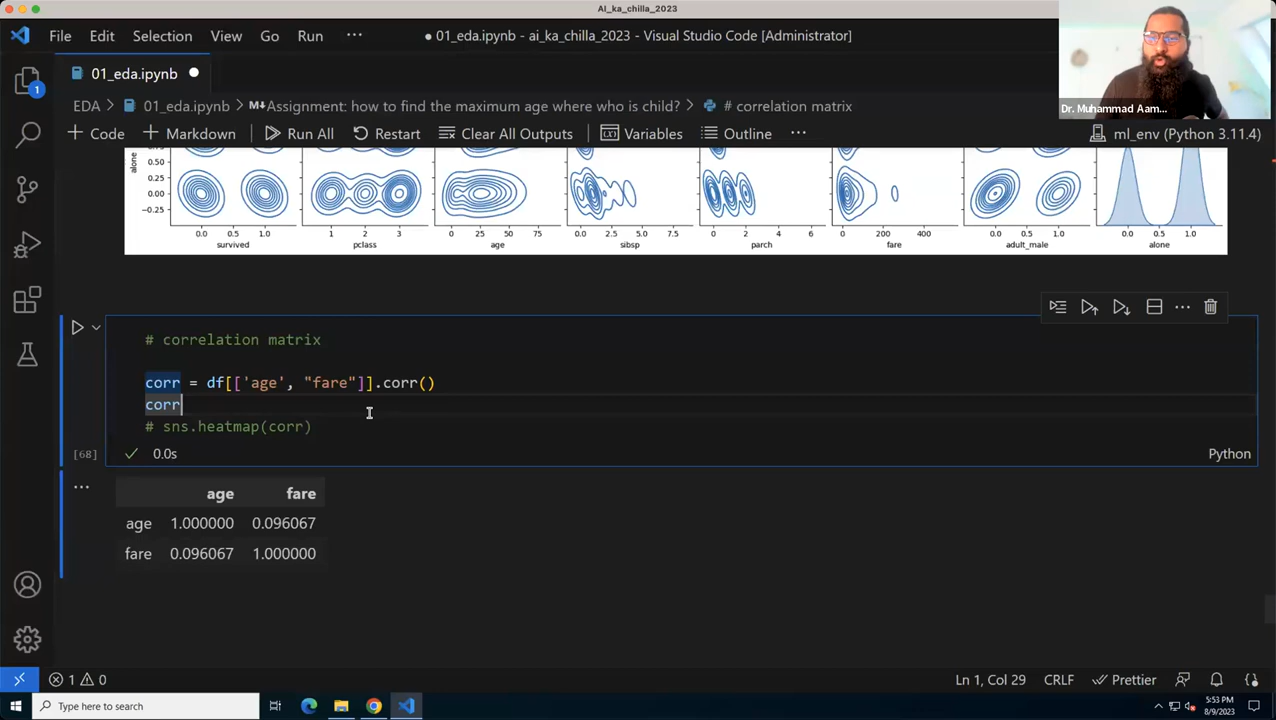 Ai_ka_chilla_2023
File Edit Selection View Go Run ··· ● 01_eda.ipynb - ai_ka_chilla_2023 - Visual Studio Code [Administrator]
Dr. Muhammad Aam...
1
01_eda.ipynb ●
EDA > 01_eda.ipynb > M↓Assignment: how to find the maximum age where who is child? > # correlation matrix
+ Code + Markdown Run All Restart Clear All Outputs Variables Outline ··· ml_env (Python 3.11.4)
alone
0.75
0.50
0.25
0.00
−0.25
0.0 0.5 1.0 1 2 3 0 25 50 75 0.0 2.5 5.0 7.5 0 2 4 6 0 200 400 0.0 0.5 1.0 0.0 0.5 1.0
survived pclass age sibsp parch fare adult_male alone
# correlation matrix
corr = df[['age', "fare"]].corr()
corr
# sns.heatmap(corr)
[68] 0.0s Python
age fare
age 1.000000 0.096067
fare 0.096067 1.000000
1 0 Ln 1, Col 29 CRLF Prettier
Type here to search
5:53 PM
8/9/2023